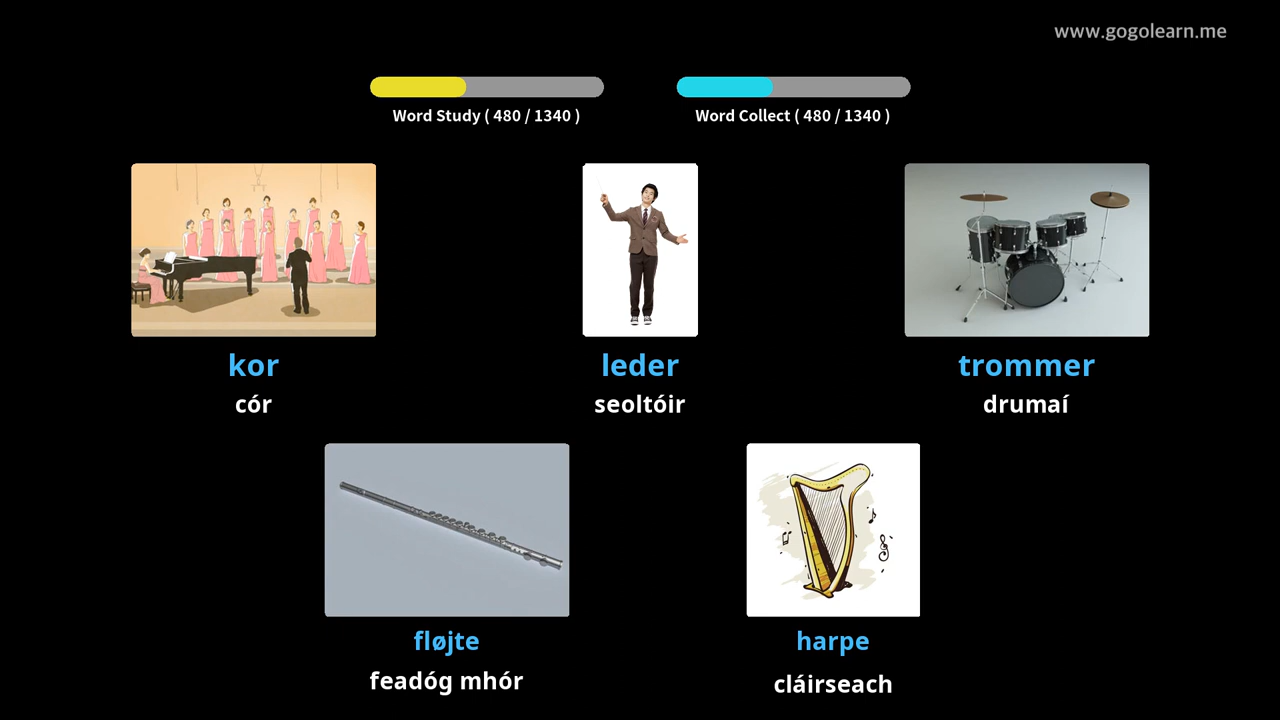 www.gogolearn.me
Word Study ( 480 / 1340 )
Word Collect ( 480 / 1340 )
kor
leder
trommer
cór
seoltóir
drumaí
fløjte
harpe
feadóg mhór
cláirseach